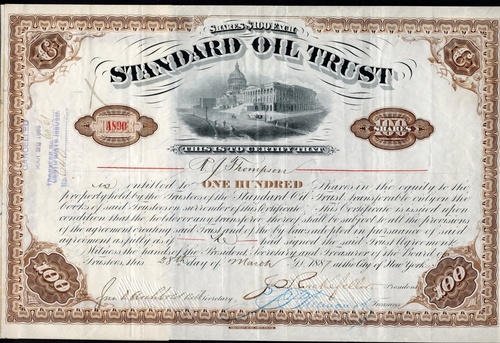 SHARES $100 EACH
STANDARD OIL TRUST
A890
100
SHARES
THIS IS TO CERTIFY THAT
W. J. Thompson
is entitled to ONE HUNDRED Shares in the equity to the
property held by the Trustees of the Standard Oil Trust, transferable only on the
books of said Trustees on surrender of this Certificate. This Certificate is issued upon
condition that the holder or any transferee thereof shall be subject to all the provisions
of the agreement creating said Trust and of the by-laws adopted in pursuance of said
agreement as fully as if he had signed the said Trust Agreement.
Witness the hands of the President, Secretary and Treasurer of the Board of
Trustees, this 28th day of March 1887 at the City of New York.
J. D. Rockefeller President
Secretary
Treasurer
100
100